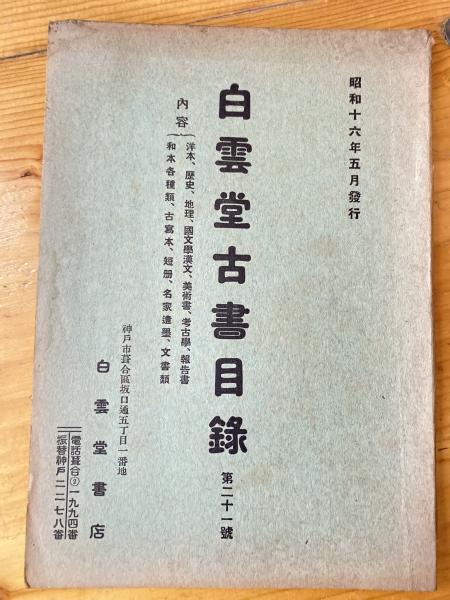 昭和十六年五月發行
白雲堂古書目錄
第二十一號
內容
洋本、歷史、地理、國文學漢文、美術書、考古學、報告書
和本各種類、古寫本、短册、名家遺墨、文書類
神戶市葺合區坂口通五丁目一番地
白雲堂書店
電話葺合②一九九四番
振替神戶二二七八番